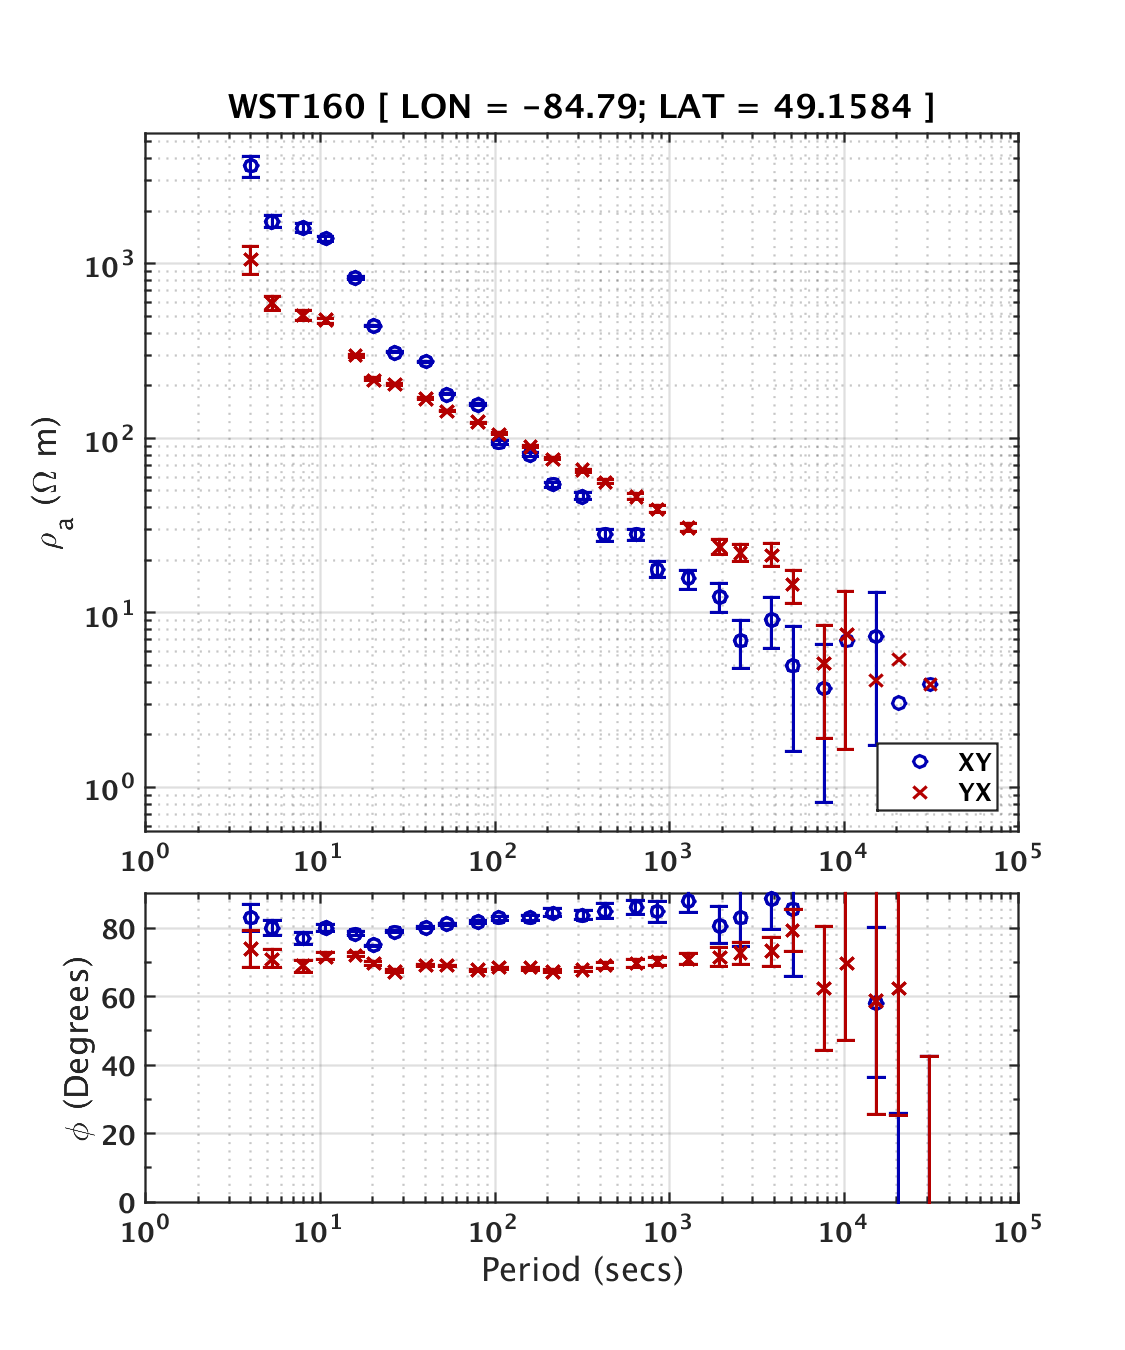 WST160 [ LON = -84.79; LAT = 49.1584 ]
ρa (Ω m)
10^3
10^2
10^1
10^0
XY
YX
10^0 10^1 10^2 10^3 10^4 10^5
ϕ (Degrees)
80
60
40
20
0
10^0 10^1 10^2 10^3 10^4 10^5
Period (secs)